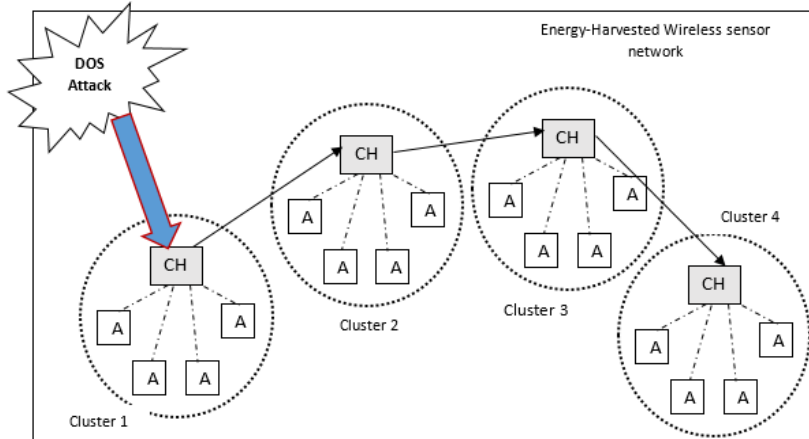 Energy-Harvested Wireless sensor
network
DOS
Attack
CH
A
A
A
A
Cluster 1
CH
A
A
A
A
Cluster 2
CH
A
A
A
A
Cluster 3
Cluster 4
CH
A
A
A
A